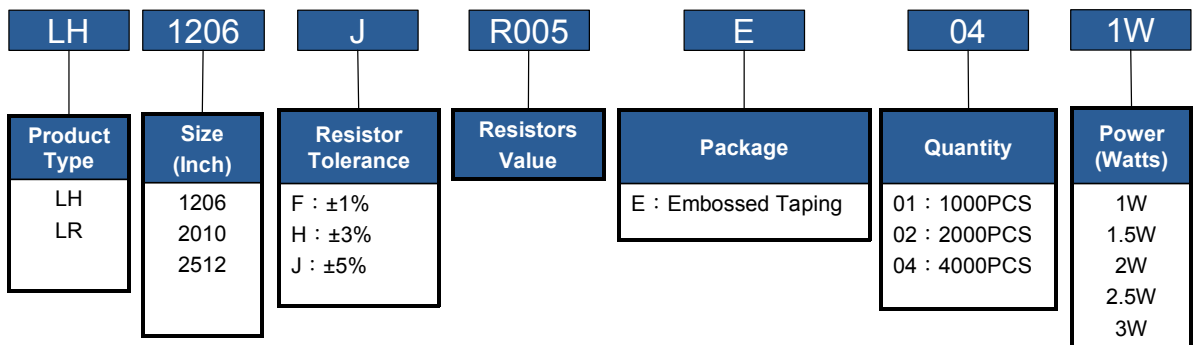 LH 1206 J R005 E 04 1W
Product Type
LH
LR
Size (Inch)
1206
2010
2512
Resistor Tolerance
F：±1%
H：±3%
J：±5%
Resistors Value
Package
E：Embossed Taping
Quantity
01：1000PCS
02：2000PCS
04：4000PCS
Power (Watts)
1W
1.5W
2W
2.5W
3W